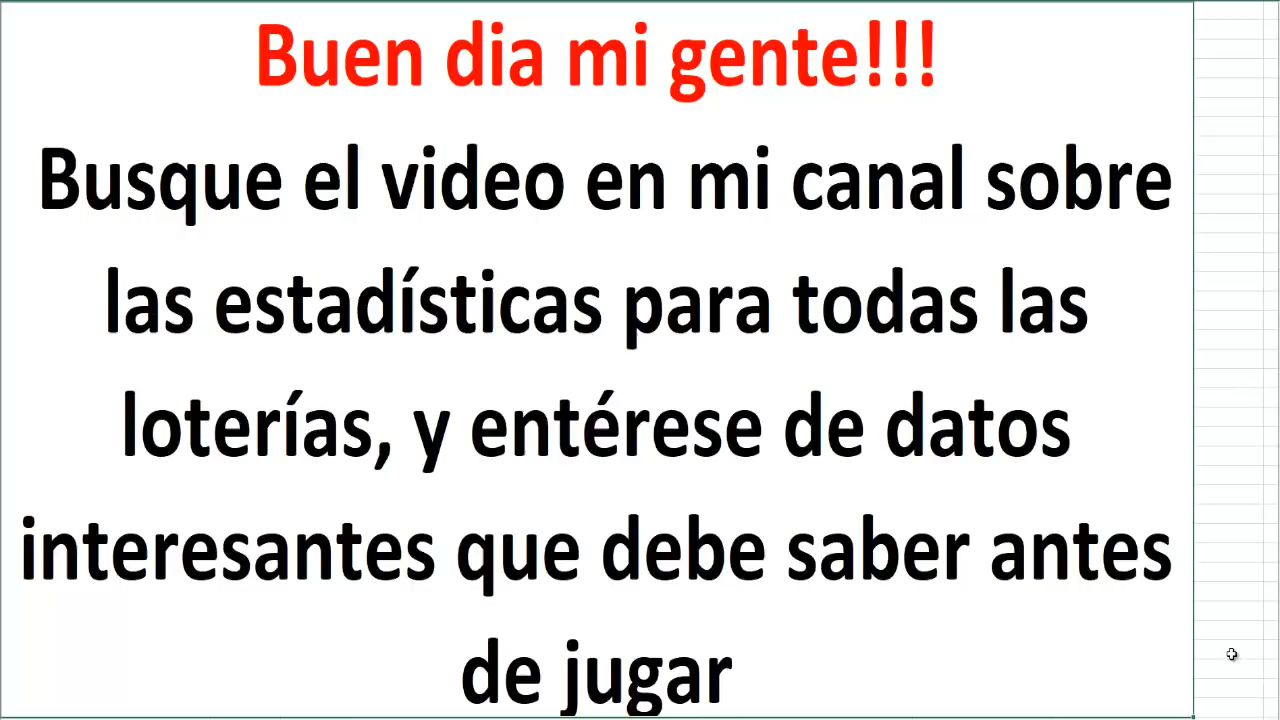 Buen dia mi gente!!!
Busque el video en mi canal sobre
las estadísticas para todas las
loterías, y entérese de datos
interesantes que debe saber antes
de jugar